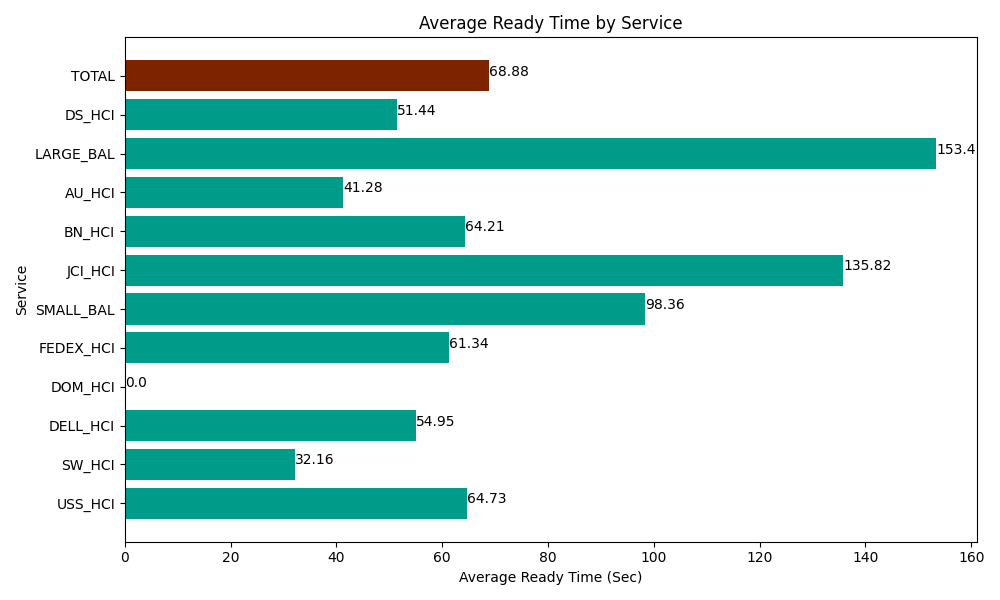 Average Ready Time by Service
TOTAL 68.88
DS_HCI 51.44
LARGE_BAL 153.4
AU_HCI 41.28
BN_HCI 64.21
JCI_HCI 135.82
SMALL_BAL 98.36
FEDEX_HCI 61.34
DOM_HCI 0.0
DELL_HCI 54.95
SW_HCI 32.16
USS_HCI 64.73
Service
0 20 40 60 80 100 120 140 160
Average Ready Time (Sec)